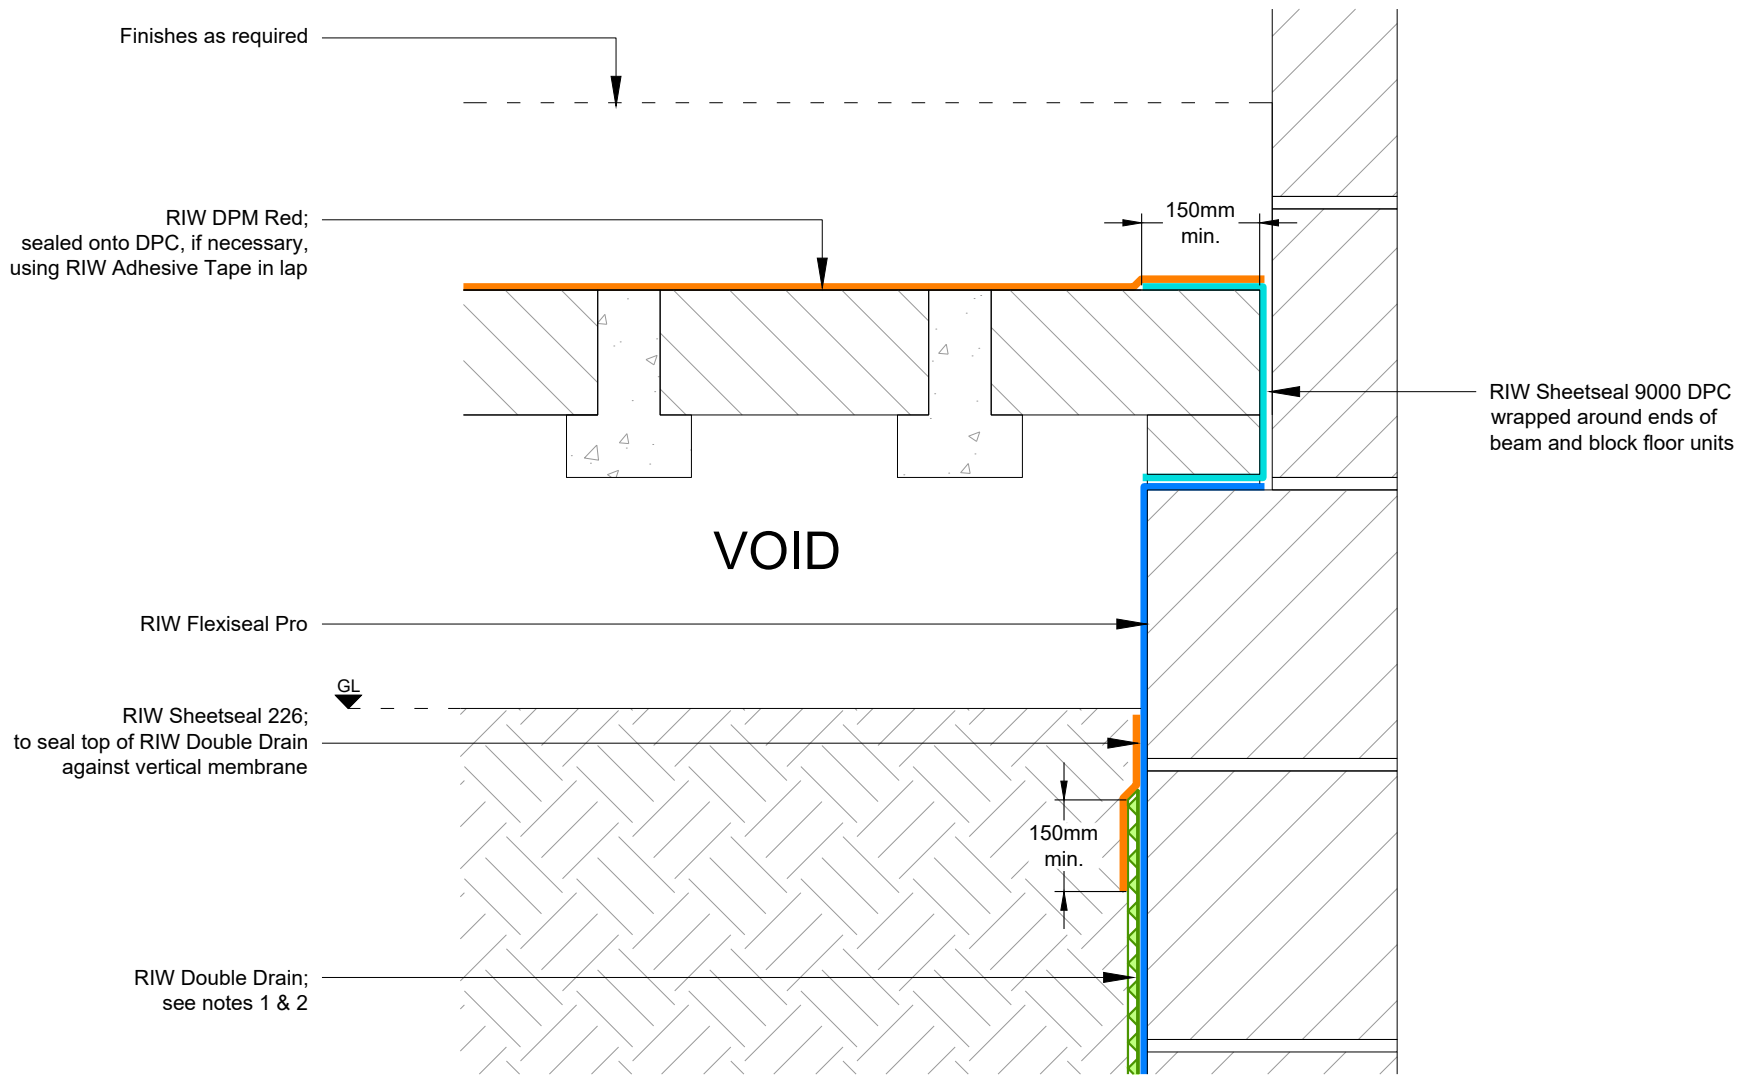 Finishes as required
RIW DPM Red;
sealed onto DPC, if necessary,
using RIW Adhesive Tape in lap
150mm
min.
RIW Sheetseal 9000 DPC
wrapped around ends of
beam and block floor units
VOID
RIW Flexiseal Pro
GL
RIW Sheetseal 226;
to seal top of RIW Double Drain
against vertical membrane
150mm
min.
RIW Double Drain;
see notes 1 & 2